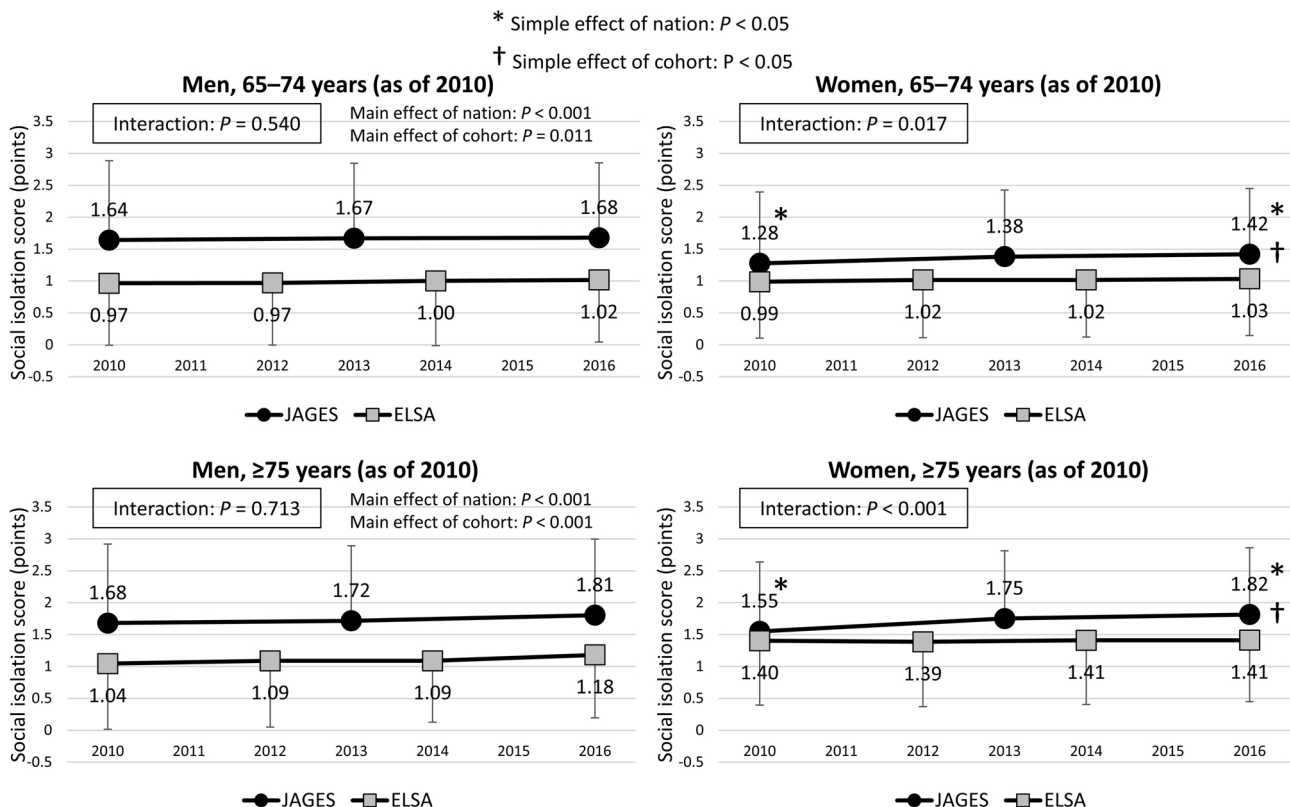 * Simple effect of nation: P < 0.05
† Simple effect of cohort: P < 0.05
Men, 65–74 years (as of 2010)
Interaction: P = 0.540
Main effect of nation: P < 0.001
Main effect of cohort: P = 0.011
Social isolation score (points)
3.5
3
2.5
2
1.5
1
0.5
0
-0.5
1.64
1.67
1.68
0.97
0.97
1.00
1.02
2010 2011 2012 2013 2014 2015 2016
JAGES ELSA
Women, 65–74 years (as of 2010)
Interaction: P = 0.017
Social isolation score (points)
3.5
3
2.5
2
1.5
1
0.5
0
-0.5
1.28 *
1.38
1.42 *
†
0.99
1.02
1.02
1.03
2010 2011 2012 2013 2014 2015 2016
JAGES ELSA
Men, ≥75 years (as of 2010)
Interaction: P = 0.713
Main effect of nation: P < 0.001
Main effect of cohort: P < 0.001
Social isolation score (points)
3.5
3
2.5
2
1.5
1
0.5
0
-0.5
1.68
1.72
1.81
1.04
1.09
1.09
1.18
2010 2011 2012 2013 2014 2015 2016
JAGES ELSA
Women, ≥75 years (as of 2010)
Interaction: P < 0.001
Social isolation score (points)
3.5
3
2.5
2
1.5
1
0.5
0
-0.5
1.55 *
1.75
1.82 *
†
1.40
1.39
1.41
1.41
2010 2011 2012 2013 2014 2015 2016
JAGES ELSA